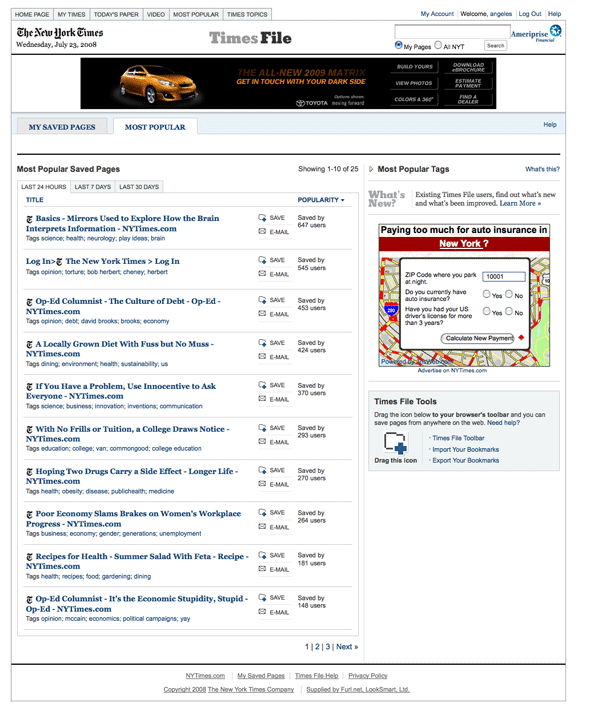 HOME PAGE MY TIMES TODAY'S PAPER VIDEO MOST POPULAR TIMES TOPICS
My Account Welcome, angeles Log Out Help
The New York Times
Wednesday, July 23, 2008
TimesFile
My Pages All NYT Search
Ameriprise
Financial
THE ALL-NEW 2009 MATRIX
GET IN TOUCH WITH YOUR DARK SIDE
Options shown.
TOYOTA moving forward
BUILD YOURS
DOWNLOAD
eBROCHURE
VIEW PHOTOS
ESTIMATE
PAYMENT
COLORS & 360°
FIND A
DEALER
MY SAVED PAGES MOST POPULAR
Help
Most Popular Saved Pages
Showing 1-10 of 25
LAST 24 HOURS LAST 7 DAYS LAST 30 DAYS
TITLE POPULARITY
Basics - Mirrors Used to Explore How the Brain
Interprets Information - NYTimes.com
Tags science; health; neurology; play ideas; brain
SAVE
E-MAIL
Saved by
647 users
Log In> The New York Times > Log In
Tags opinion; torture; bob herbert; cheney; herbert
SAVE
E-MAIL
Saved by
545 users
Op-Ed Columnist - The Culture of Debt - Op-Ed -
NYTimes.com
Tags opinion; debt; david brooks; brooks; economy
SAVE
E-MAIL
Saved by
453 users
A Locally Grown Diet With Fuss but No Muss -
NYTimes.com
Tags dining; environment; health; sustainability; us
SAVE
E-MAIL
Saved by
424 users
If You Have a Problem, Use Innocentive to Ask
Everyone - NYTimes.com
Tags science; business; innovation; inventions; communication
SAVE
E-MAIL
Saved by
370 users
With No Frills or Tuition, a College Draws Notice -
NYTimes.com
Tags education; college; van; commongood; college education
SAVE
E-MAIL
Saved by
293 users
Hoping Two Drugs Carry a Side Effect - Longer Life -
NYTimes.com
Tags health; obesity; disease; publichealth; medicine
SAVE
E-MAIL
Saved by
270 users
Poor Economy Slams Brakes on Women's Workplace
Progress - NYTimes.com
Tags business; economy; gender; generations; unemployment
SAVE
E-MAIL
Saved by
264 users
Recipes for Health - Summer Salad With Feta - Recipe -
NYTimes.com
Tags health; recipes; food; gardening; dining
SAVE
E-MAIL
Saved by
181 users
Op-Ed Columnist - It's the Economic Stupidity, Stupid -
Op-Ed - NYTimes.com
Tags opinion; mccain; economics; political campaigns; yay
SAVE
E-MAIL
Saved by
148 users
1 | 2 | 3 | Next »
Most Popular Tags
What's this?
What's
New?
Existing Times File users, find out what's new
and what's been improved. Learn More »
Paying too much for auto insurance in
New York ?
ZIP Code where you park
at night.
10001
Do you currently have
auto insurance?
Yes No
Have you had your US
driver's license for more
than 3 years?
Yes No
Calculate New Payment
Advertise on NYTimes.com
Times File Tools
Drag the icon below to your browser's toolbar and you can
save pages from anywhere on the web. Need help?
Drag this icon
· Times File Toolbar
· Import Your Bookmarks
· Export Your Bookmarks
NYTimes.com | My Saved Pages | Times File Help | Privacy Policy
Copyright 2008 The New York Times Company | Supplied by Furl.net, LookSmart, Ltd.